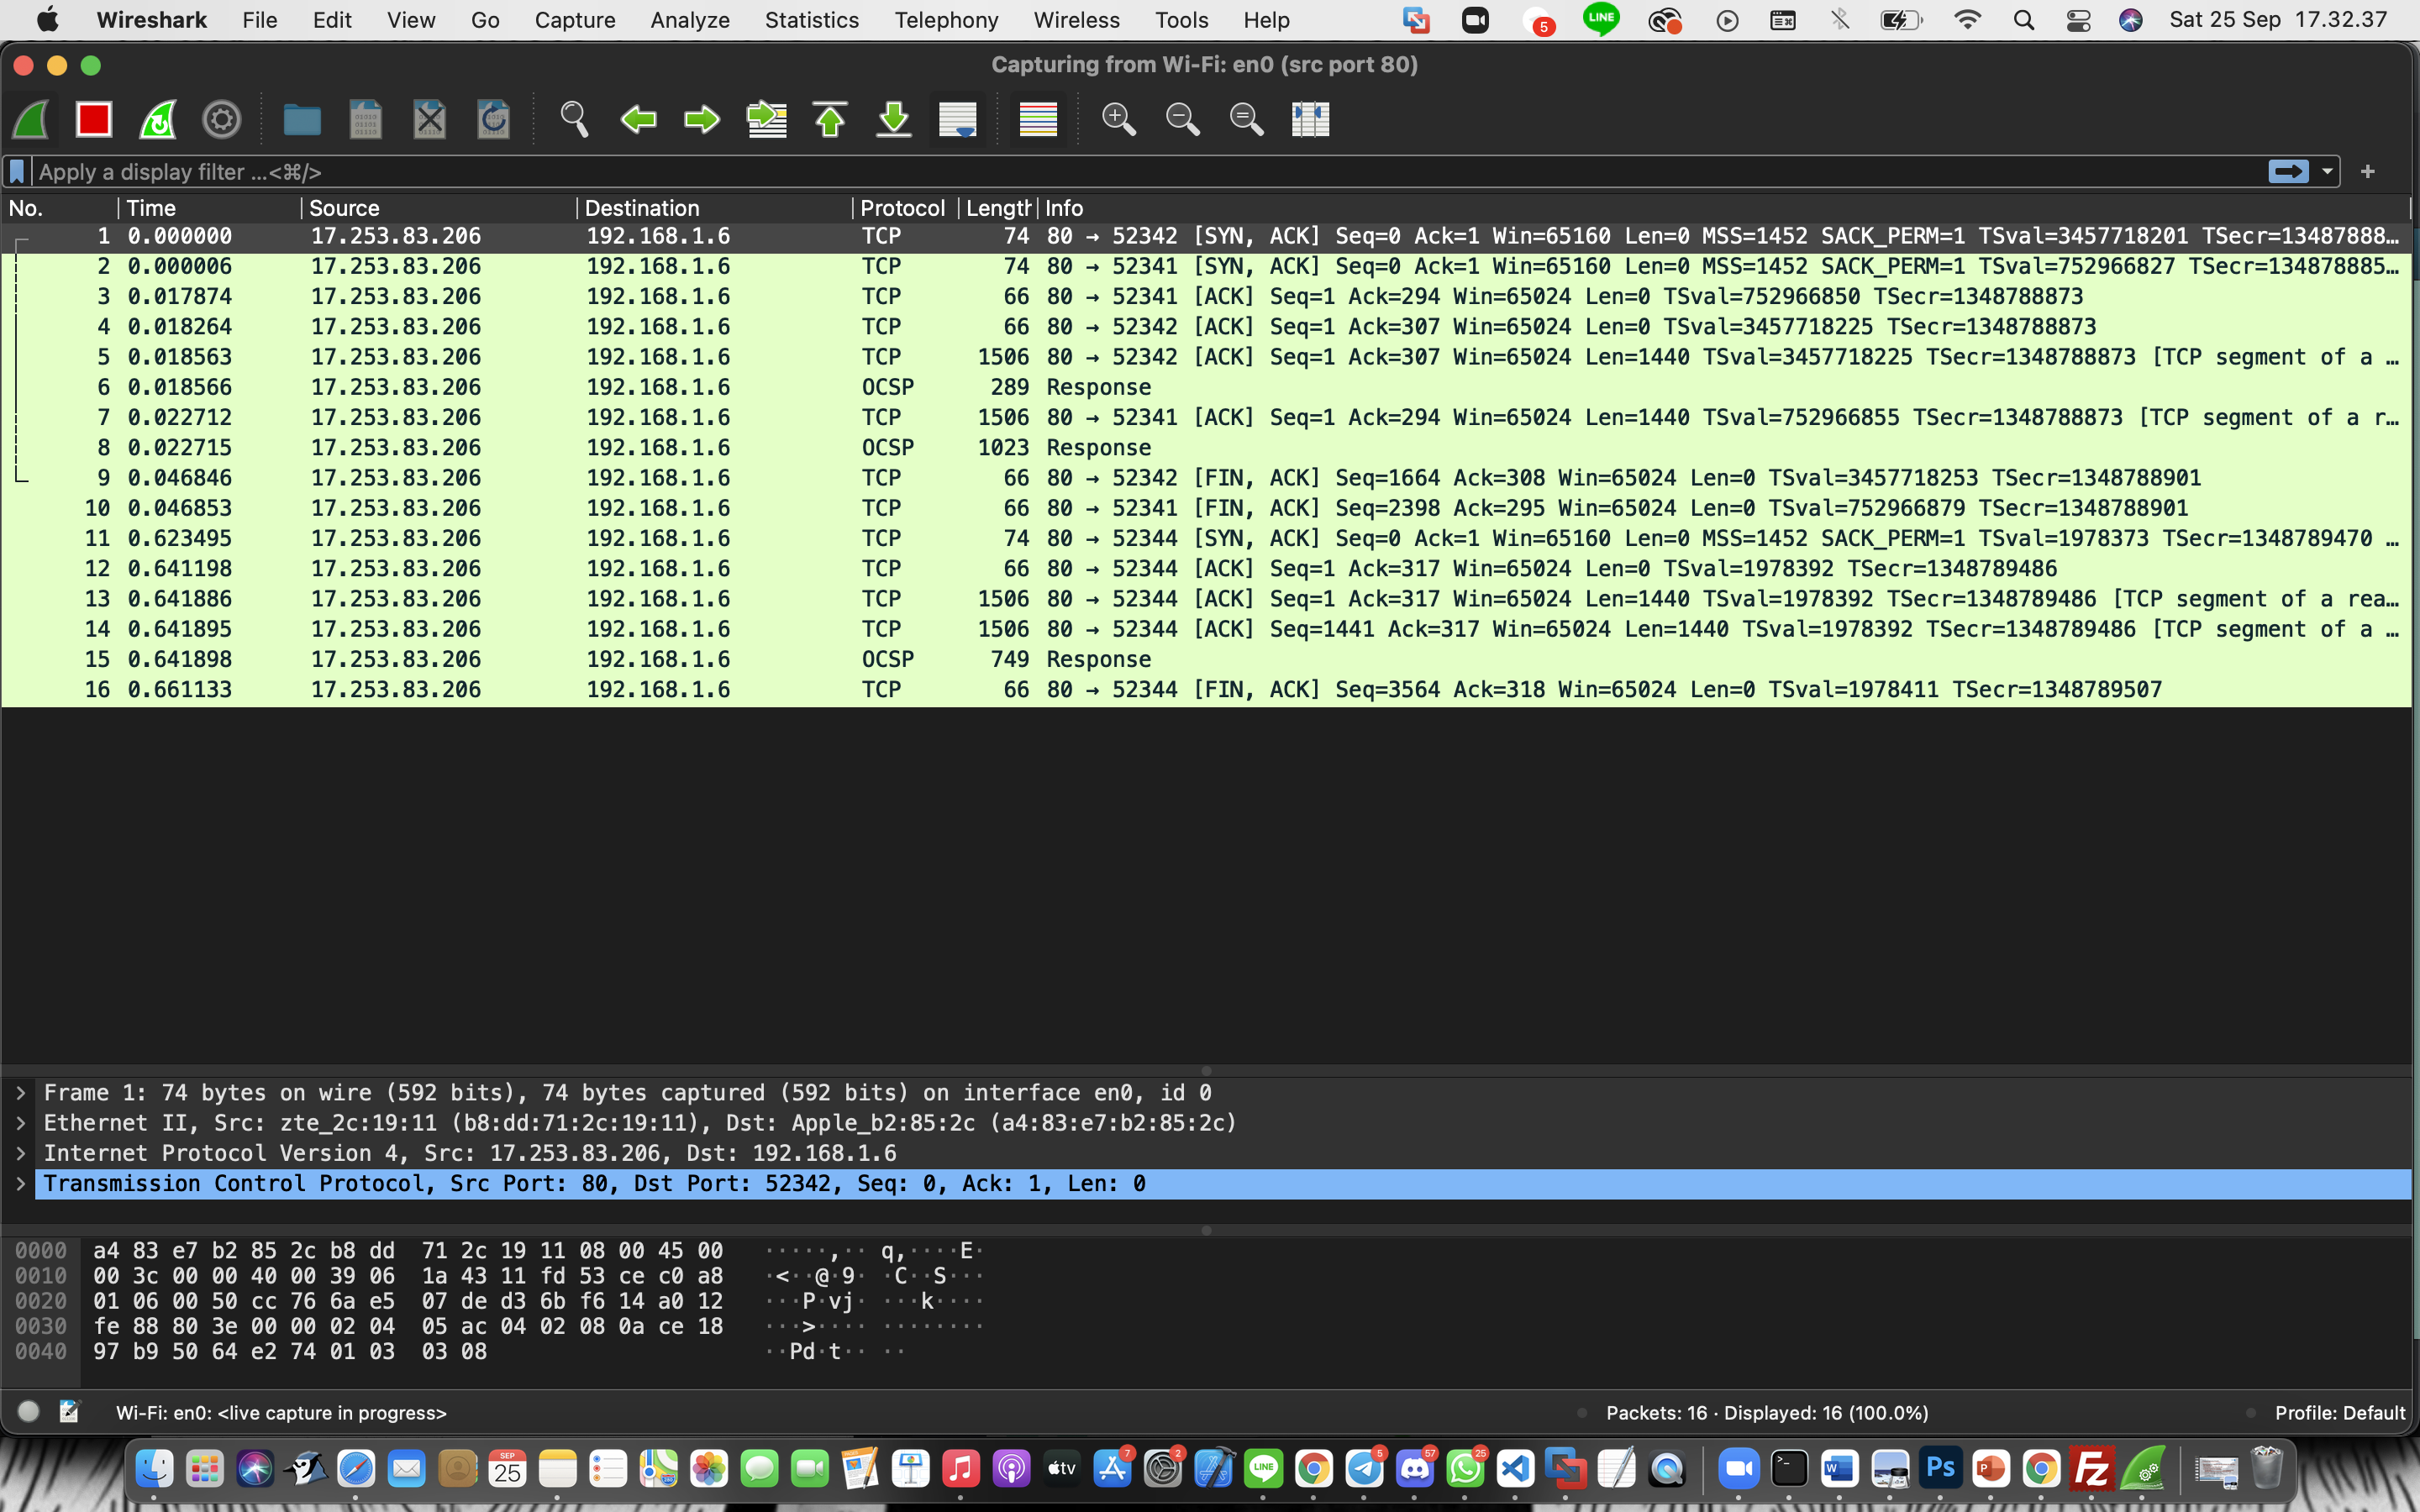 Wireshark File Edit View Go Capture Analyze Statistics Telephony Wireless Tools Help 5 LINE Sat 25 Sep 17.32.37
Capturing from Wi-Fi: en0 (src port 80)
Apply a display filter ...<⌘/>
No. Time Source Destination Protocol Length Info
1 0.000000 17.253.83.206 192.168.1.6 TCP 74 80 → 52342 [SYN, ACK] Seq=0 Ack=1 Win=65160 Len=0 MSS=1452 SACK_PERM=1 TSval=3457718201 TSecr=13487888…
2 0.000006 17.253.83.206 192.168.1.6 TCP 74 80 → 52341 [SYN, ACK] Seq=0 Ack=1 Win=65160 Len=0 MSS=1452 SACK_PERM=1 TSval=752966827 TSecr=134878885…
3 0.017874 17.253.83.206 192.168.1.6 TCP 66 80 → 52341 [ACK] Seq=1 Ack=294 Win=65024 Len=0 TSval=752966850 TSecr=1348788873
4 0.018264 17.253.83.206 192.168.1.6 TCP 66 80 → 52342 [ACK] Seq=1 Ack=307 Win=65024 Len=0 TSval=3457718225 TSecr=1348788873
5 0.018563 17.253.83.206 192.168.1.6 TCP 1506 80 → 52342 [ACK] Seq=1 Ack=307 Win=65024 Len=1440 TSval=3457718225 TSecr=1348788873 [TCP segment of a …
6 0.018566 17.253.83.206 192.168.1.6 OCSP 289 Response
7 0.022712 17.253.83.206 192.168.1.6 TCP 1506 80 → 52341 [ACK] Seq=1 Ack=294 Win=65024 Len=1440 TSval=752966855 TSecr=1348788873 [TCP segment of a r…
8 0.022715 17.253.83.206 192.168.1.6 OCSP 1023 Response
9 0.046846 17.253.83.206 192.168.1.6 TCP 66 80 → 52342 [FIN, ACK] Seq=1664 Ack=308 Win=65024 Len=0 TSval=3457718253 TSecr=1348788901
10 0.046853 17.253.83.206 192.168.1.6 TCP 66 80 → 52341 [FIN, ACK] Seq=2398 Ack=295 Win=65024 Len=0 TSval=752966879 TSecr=1348788901
11 0.623495 17.253.83.206 192.168.1.6 TCP 74 80 → 52344 [SYN, ACK] Seq=0 Ack=1 Win=65160 Len=0 MSS=1452 SACK_PERM=1 TSval=1978373 TSecr=1348789470 …
12 0.641198 17.253.83.206 192.168.1.6 TCP 66 80 → 52344 [ACK] Seq=1 Ack=317 Win=65024 Len=0 TSval=1978392 TSecr=1348789486
13 0.641886 17.253.83.206 192.168.1.6 TCP 1506 80 → 52344 [ACK] Seq=1 Ack=317 Win=65024 Len=1440 TSval=1978392 TSecr=1348789486 [TCP segment of a rea…
14 0.641895 17.253.83.206 192.168.1.6 TCP 1506 80 → 52344 [ACK] Seq=1441 Ack=317 Win=65024 Len=1440 TSval=1978392 TSecr=1348789486 [TCP segment of a …
15 0.641898 17.253.83.206 192.168.1.6 OCSP 749 Response
16 0.661133 17.253.83.206 192.168.1.6 TCP 66 80 → 52344 [FIN, ACK] Seq=3564 Ack=318 Win=65024 Len=0 TSval=1978411 TSecr=1348789507
Frame 1: 74 bytes on wire (592 bits), 74 bytes captured (592 bits) on interface en0, id 0
Ethernet II, Src: zte_2c:19:11 (b8:dd:71:2c:19:11), Dst: Apple_b2:85:2c (a4:83:e7:b2:85:2c)
Internet Protocol Version 4, Src: 17.253.83.206, Dst: 192.168.1.6
Transmission Control Protocol, Src Port: 80, Dst Port: 52342, Seq: 0, Ack: 1, Len: 0
0000 a4 83 e7 b2 85 2c b8 dd 71 2c 19 11 08 00 45 00 ·····,·· q,····E·
0010 00 3c 00 00 40 00 39 06 1a 43 11 fd 53 ce c0 a8 ·<··@·9· ·C··S···
0020 01 06 00 50 cc 76 6a e5 07 de d3 6b f6 14 a0 12 ···P·vj· ···k····
0030 fe 88 80 3e 00 00 02 04 05 ac 04 02 08 0a ce 18 ···>···· ········
0040 97 b9 50 64 e2 74 01 03 03 08 ··Pd·t·· ··
Wi-Fi: en0: <live capture in progress> Packets: 16 · Displayed: 16 (100.0%) Profile: Default
SEP 25 tv 7 2 LINE 5 57 25 W Ps P Fz